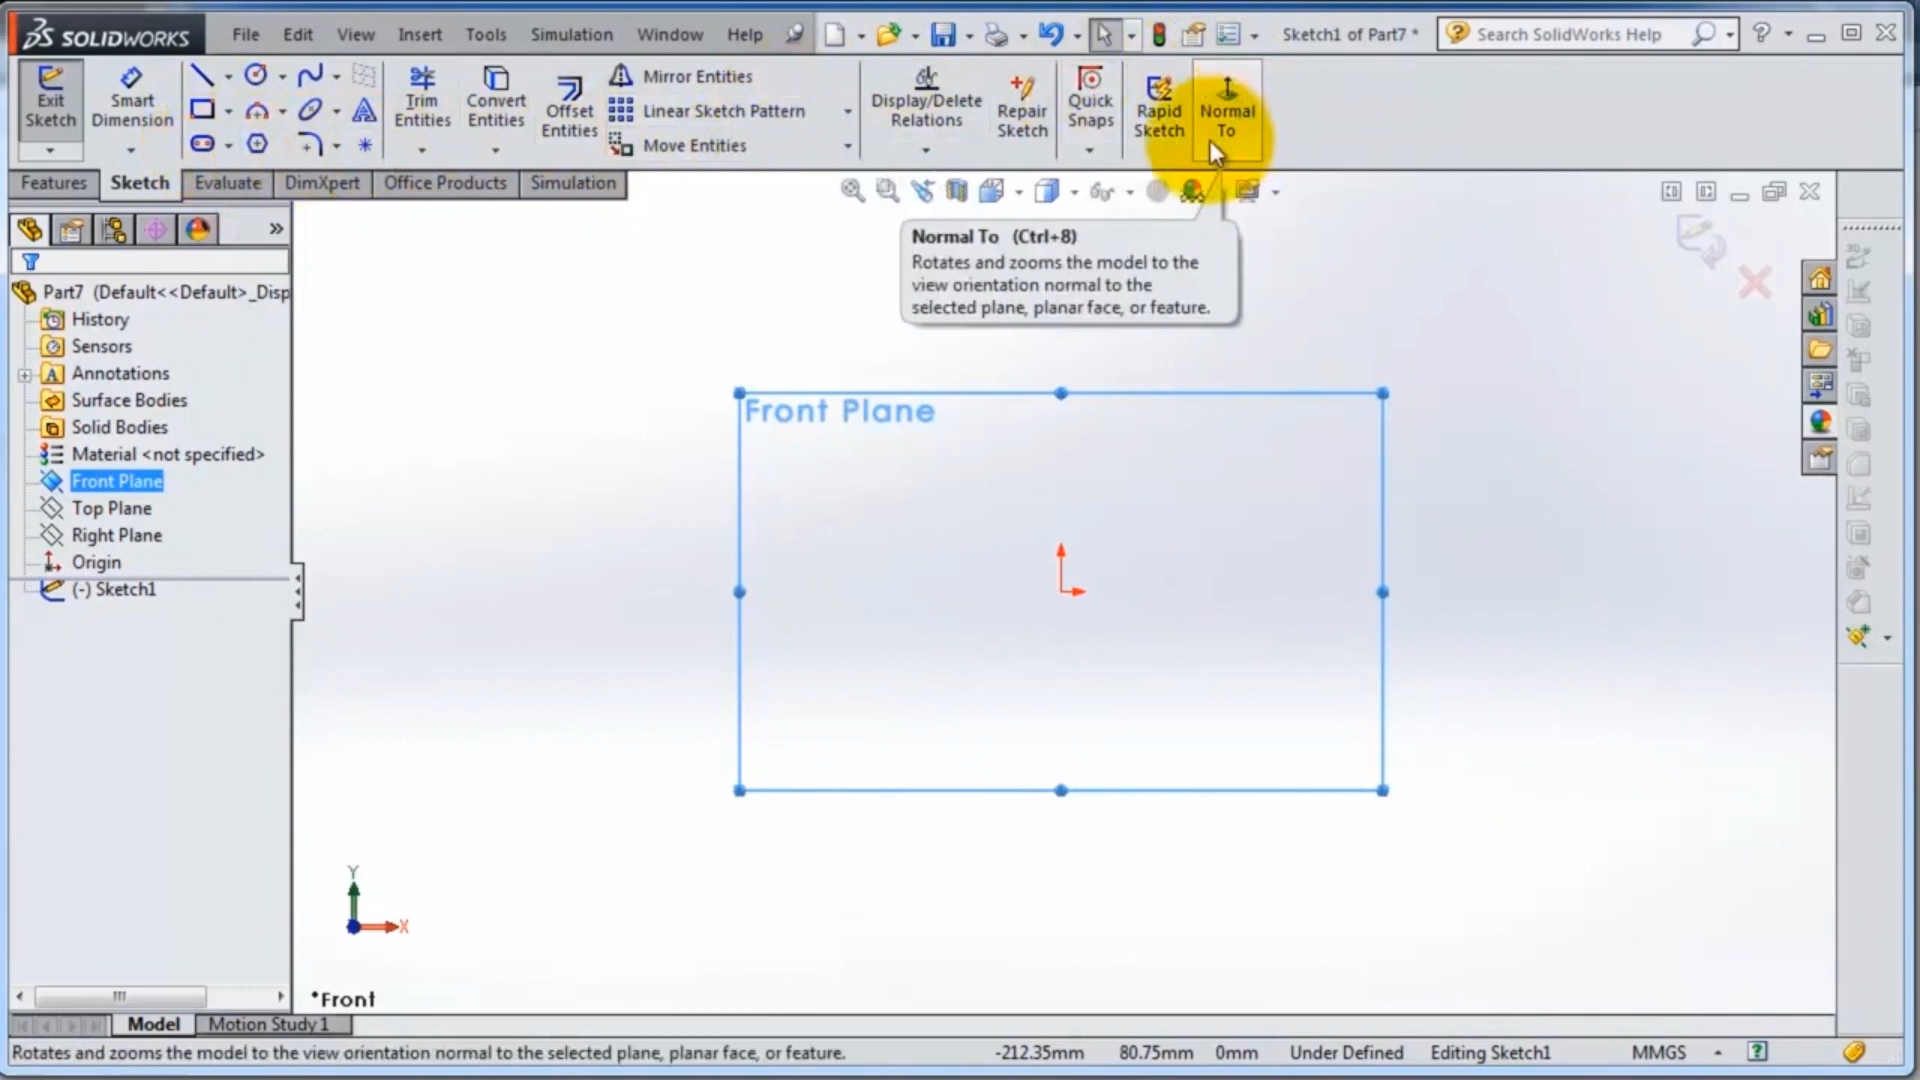 SOLIDWORKS File Edit View Insert Tools Simulation Window Help Sketch1 of Part7 * Search SolidWorks Help ?
Exit Sketch
Smart Dimension
Trim Entities
Convert Entities
Offset Entities
Mirror Entities
Linear Sketch Pattern
Move Entities
Display/Delete Relations
Repair Sketch
Quick Snaps
Rapid Sketch
Normal To
Features Sketch Evaluate DimXpert Office Products Simulation
Normal To (Ctrl+8)
Rotates and zooms the model to the
view orientation normal to the
selected plane, planar face, or feature.
Part7 (Default<<Default>_Disp
History
Sensors
Annotations
Surface Bodies
Solid Bodies
Material <not specified>
Front Plane
Top Plane
Right Plane
Origin
(-) Sketch1
Front Plane
Y
X
*Front
Model Motion Study 1
Rotates and zooms the model to the view orientation normal to the selected plane, planar face, or feature. -212.35mm 80.75mm 0mm Under Defined Editing Sketch1 MMGS ?